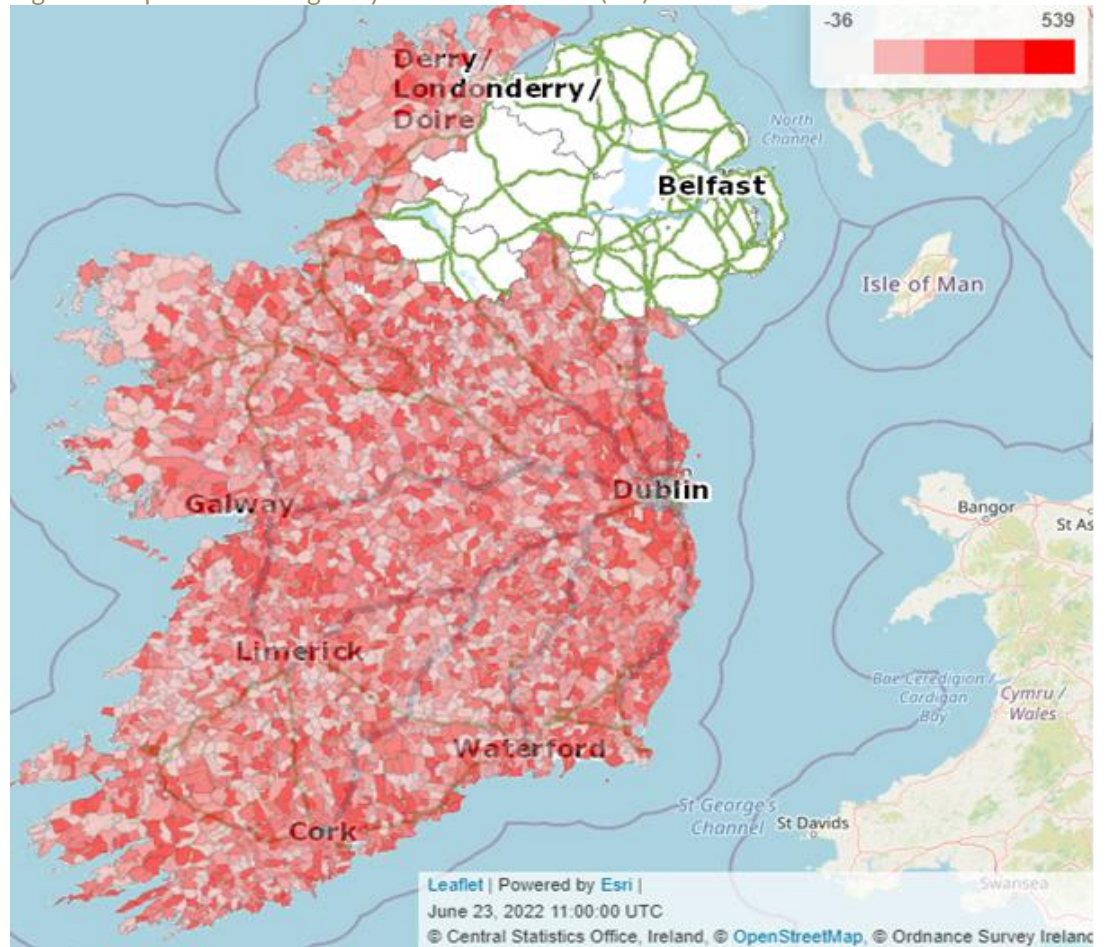 -36 539
Derry/
Londonderry/
Doire
North
Channel
Belfast
Isle of Man
Galway
Dublin
Bangor
St As
Limerick
Bae Ceredigion /
Cardigan
Bay
Cymru /
Wales
Waterford
St George's
Channel
St Davids
Cork
Swansea
Leaflet | Powered by Esri |
June 23, 2022 11:00:00 UTC
© Central Statistics Office, Ireland, © OpenStreetMap, © Ordnance Survey Ireland